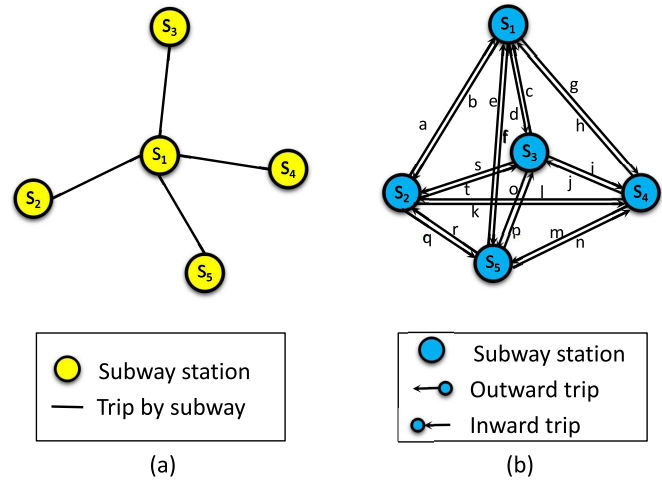 S3
S1
S4
S2
S5
Subway station
Trip by subway
(a)
S1
a
b
e
c
d
f
g
h
S3
s
t
o
l
i
j
S2
S4
k
q
r
p
m
n
S5
Subway station
Outward trip
Inward trip
(b)